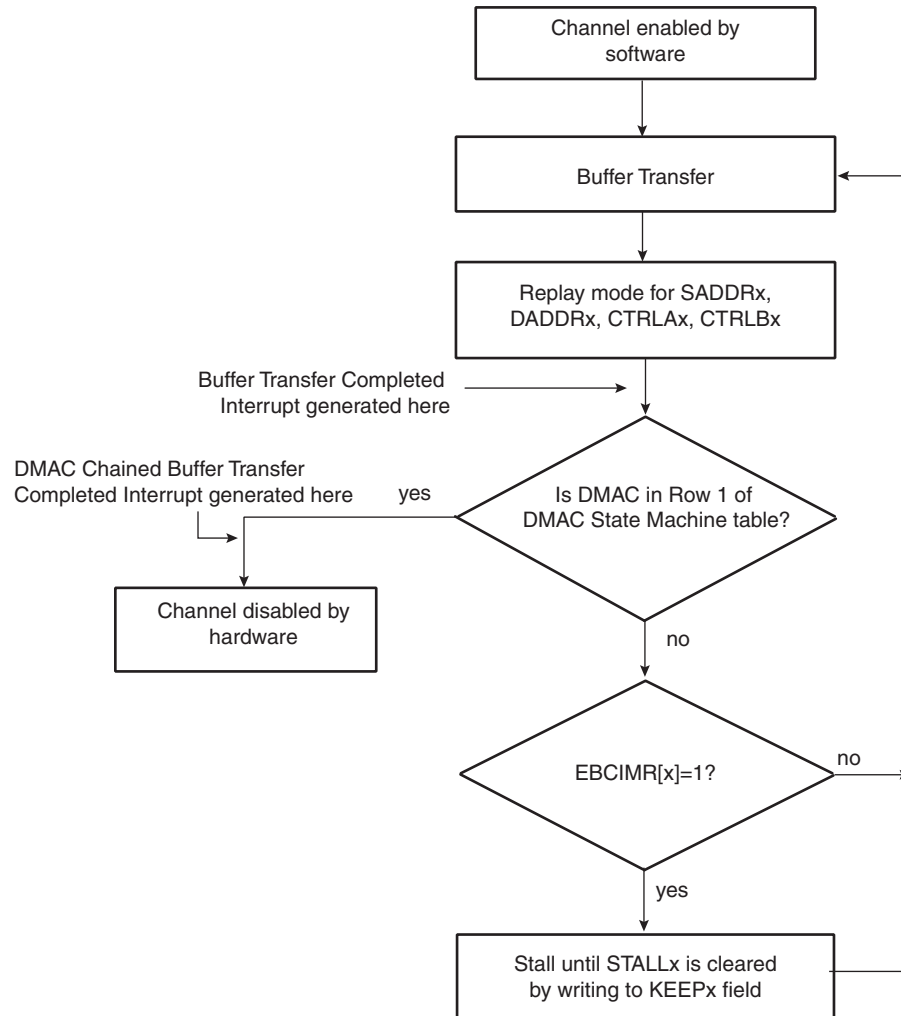 Channel enabled by
software
Buffer Transfer
Replay mode for SADDRx,
DADDRx, CTRLAx, CTRLBx
Buffer Transfer Completed
Interrupt generated here
DMAC Chained Buffer Transfer
Completed Interrupt generated here
yes
Is DMAC in Row 1 of
DMAC State Machine table?
Channel disabled by
hardware
no
EBCIMR[x]=1?
no
yes
Stall until STALLx is cleared
by writing to KEEPx field